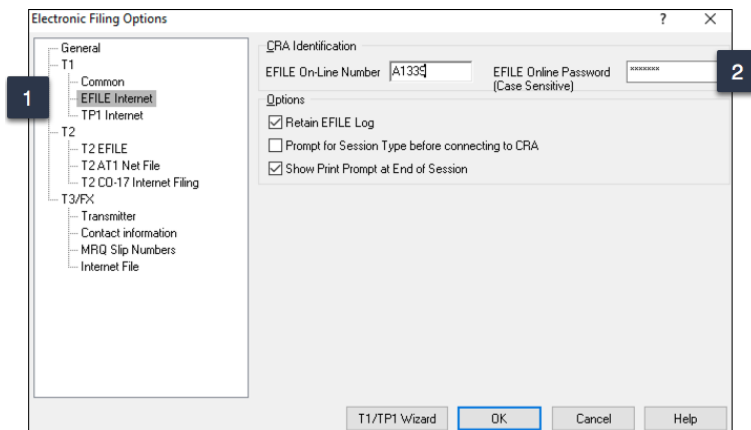 Electronic Filing Options ? ×
General
T1
Common
EFILE Internet
TP1 Internet
T2
T2 EFILE
T2 AT1 Net File
T2 CO-17 Internet Filing
T3/FX
Transmitter
Contact information
MRQ Slip Numbers
Internet File
1
CRA Identification
EFILE On-Line Number A1335 EFILE Online Password
(Case Sensitive)
×××××××
2
Options
Retain EFILE Log
Prompt for Session Type before connecting to CRA
Show Print Prompt at End of Session
T1/TP1 Wizard OK Cancel Help